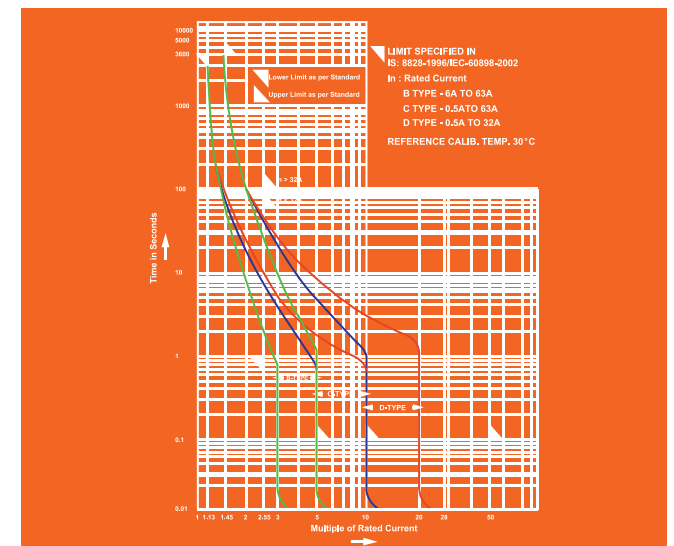 10000
5000
3600
1000
100
10
1
0.1
0.01
Time in Seconds
Lower Limit as per Standard
Upper Limit as per Standard
LIMIT SPECIFIED IN
IS: 8828-1996/IEC-60898-2002
In : Rated Current
B TYPE - 6A TO 63A
C TYPE - 0.5ATO 63A
D TYPE - 0.5A TO 32A
REFERENCE CALIB. TEMP. 30°C
> 32A
D-TYPE
1 1.13 1.45 2 2.55 3 5 10 20 28 50
Multiple of Rated Current